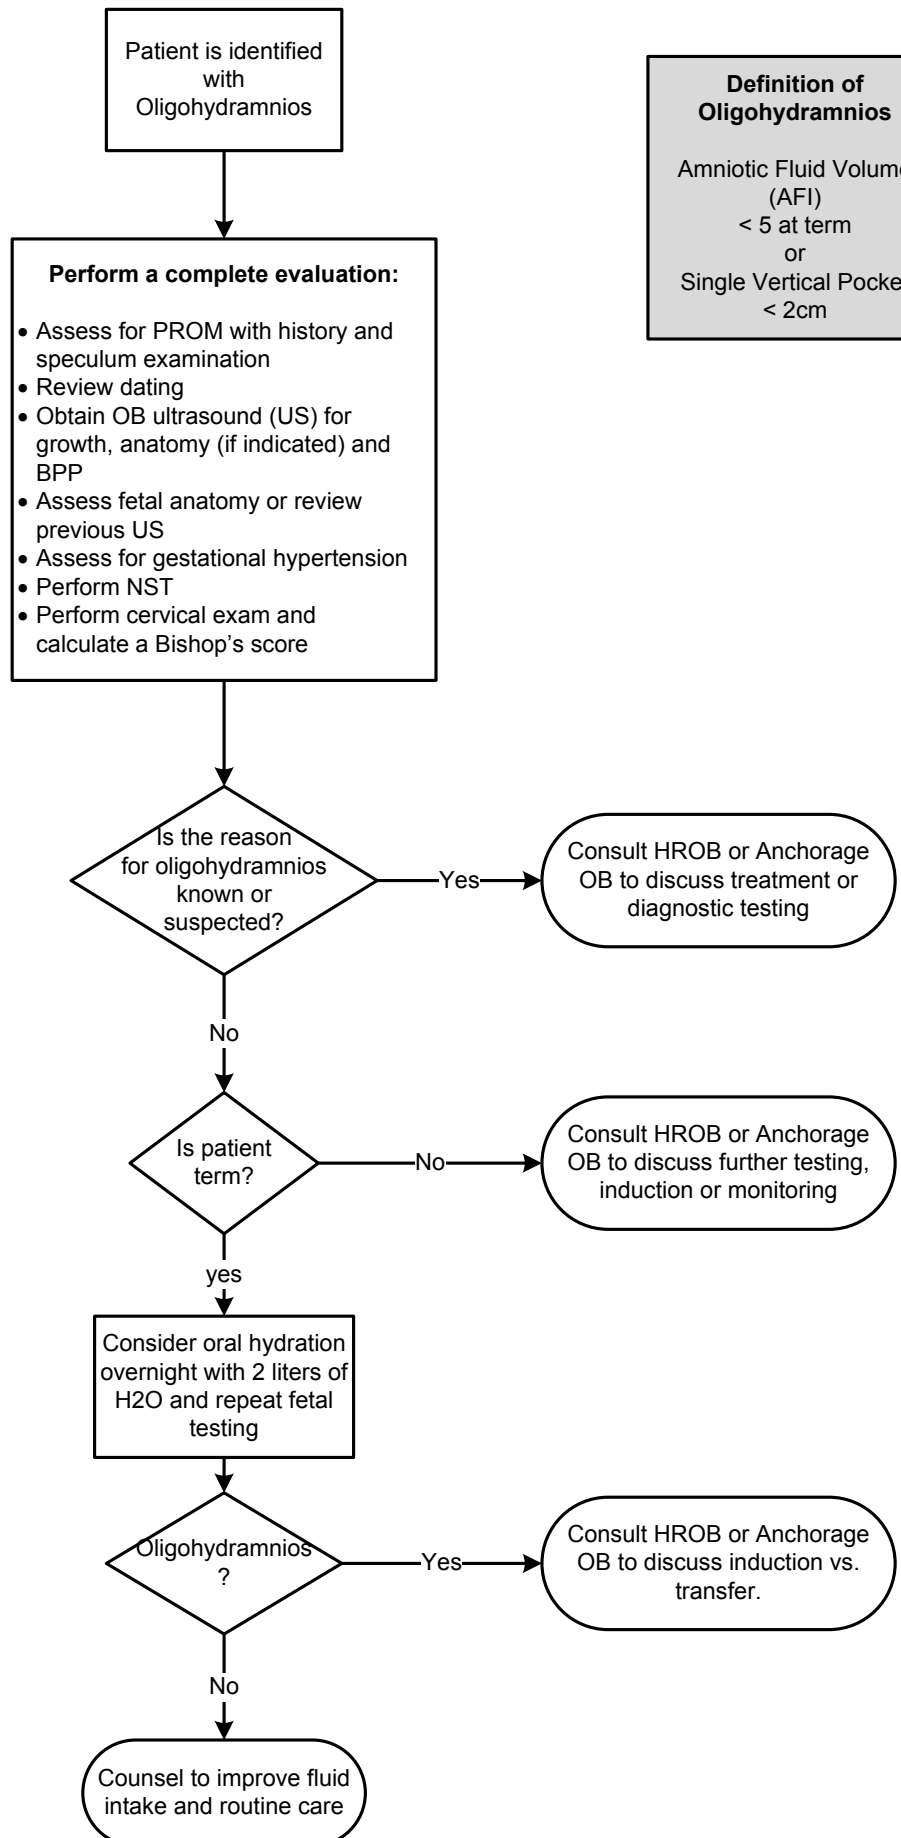 Patient is identified
with
Oligohydramnios
Definition of
Oligohydramnios
Amniotic Fluid Volum
(AFI)
< 5 at term
or
Single Vertical Pocke
< 2cm
Perform a complete evaluation:
• Assess for PROM with history and
speculum examination
• Review dating
• Obtain OB ultrasound (US) for
growth, anatomy (if indicated) and
BPP
• Assess fetal anatomy or review
previous US
• Assess for gestational hypertension
• Perform NST
• Perform cervical exam and
calculate a Bishop's score
Is the reason
for oligohydramnios
known or
suspected?
Yes
Consult HROB or Anchorage
OB to discuss treatment or
diagnostic testing
No
Is patient
term?
No
Consult HROB or Anchorage
OB to discuss further testing,
induction or monitoring
yes
Consider oral hydration
overnight with 2 liters of
H2O and repeat fetal
testing
Oligohydramnios
?
Yes
Consult HROB or Anchorage
OB to discuss induction vs.
transfer.
No
Counsel to improve fluid
intake and routine care